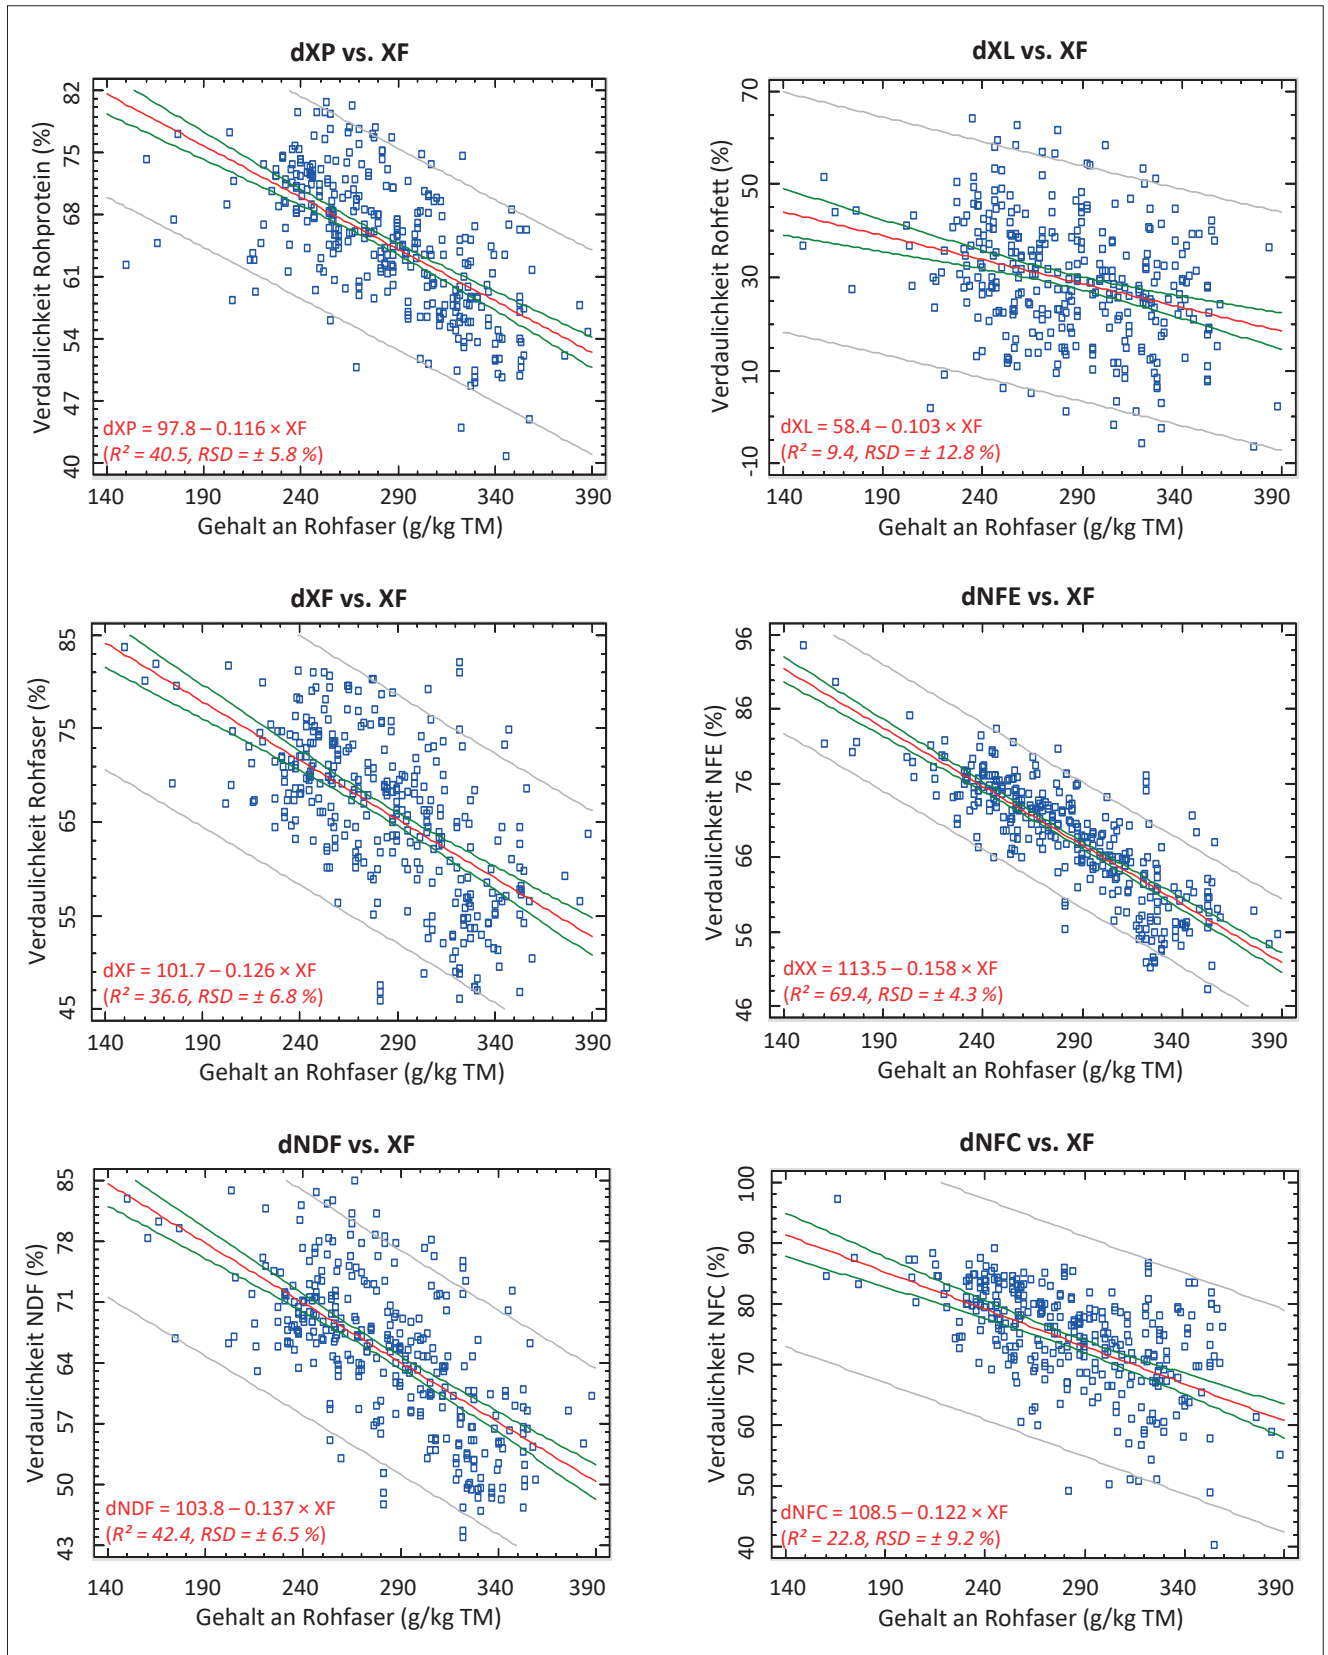 dXP vs. XF
Verdaulichkeit Rohprotein (%)
82
75
68
61
54
47
40
dXP = 97.8 – 0.116 × XF
(R² = 40.5, RSD = ± 5.8 %)
140 190 240 290 340 390
Gehalt an Rohfaser (g/kg TM)
dXL vs. XF
Verdaulichkeit Rohfett (%)
70
50
30
10
-10
dXL = 58.4 – 0.103 × XF
(R² = 9.4, RSD = ± 12.8 %)
140 190 240 290 340 390
Gehalt an Rohfaser (g/kg TM)
dXF vs. XF
Verdaulichkeit Rohfaser (%)
85
75
65
55
45
dXF = 101.7 – 0.126 × XF
(R² = 36.6, RSD = ± 6.8 %)
140 190 240 290 340 390
Gehalt an Rohfaser (g/kg TM)
dNFE vs. XF
Verdaulichkeit NFE (%)
96
86
76
66
56
46
dXX = 113.5 – 0.158 × XF
(R² = 69.4, RSD = ± 4.3 %)
140 190 240 290 340 390
Gehalt an Rohfaser (g/kg TM)
dNDF vs. XF
Verdaulichkeit NDF (%)
85
78
71
64
57
50
43
dNDF = 103.8 – 0.137 × XF
(R² = 42.4, RSD = ± 6.5 %)
140 190 240 290 340 390
Gehalt an Rohfaser (g/kg TM)
dNFC vs. XF
Verdaulichkeit NFC (%)
100
90
80
70
60
50
40
dNFC = 108.5 – 0.122 × XF
(R² = 22.8, RSD = ± 9.2 %)
140 190 240 290 340 390
Gehalt an Rohfaser (g/kg TM)